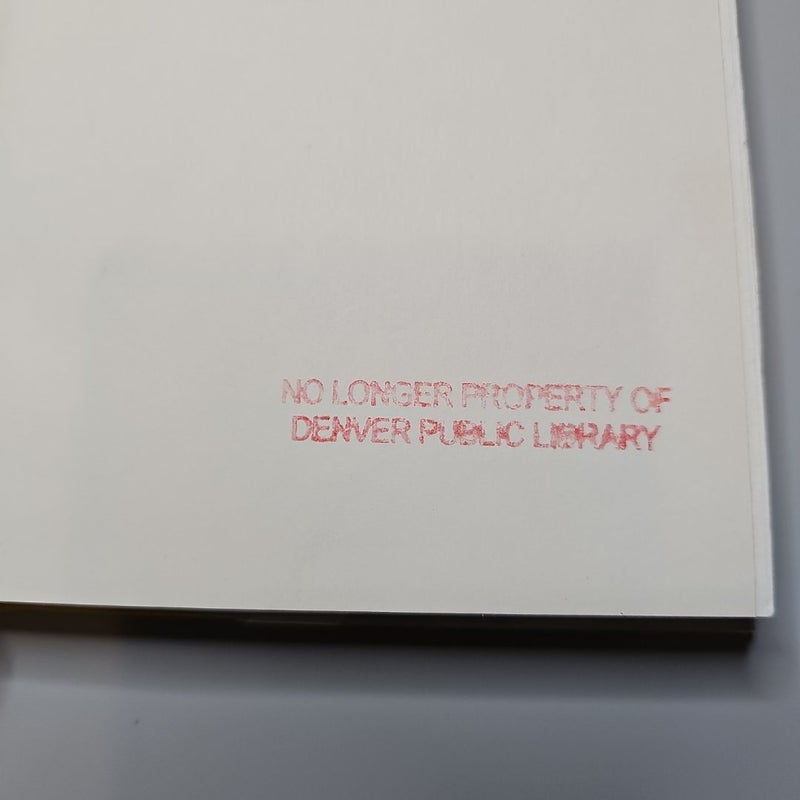 NO LONGER PROPERTY OF
DENVER PUBLIC LIBRARY